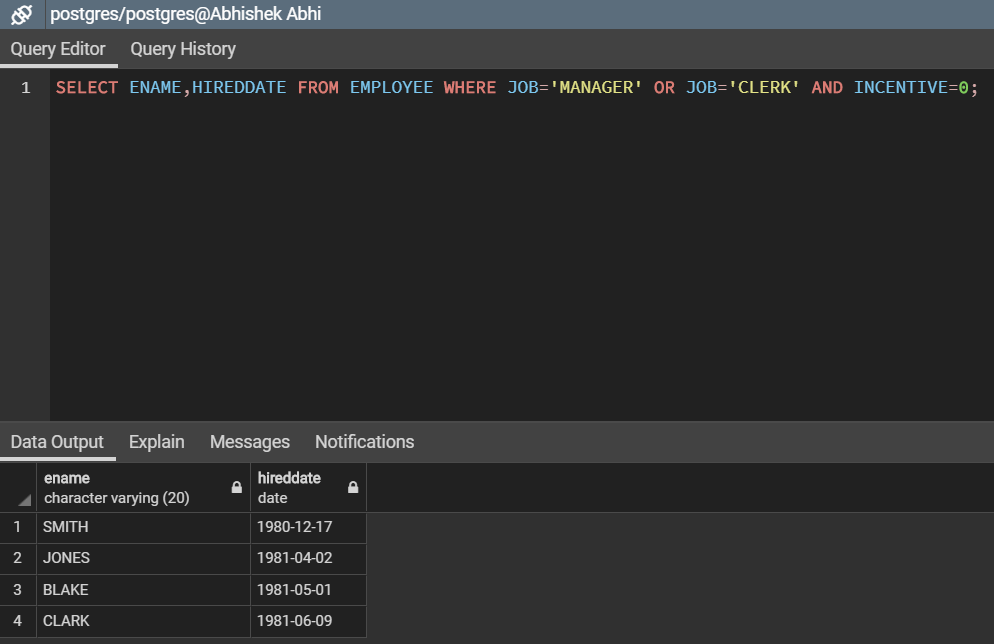 postgres/postgres@Abhishek Abhi
Query Editor Query History
1 SELECT ENAME,HIREDDATE FROM EMPLOYEE WHERE JOB='MANAGER' OR JOB='CLERK' AND INCENTIVE=0;
Data Output Explain Messages Notifications
ename hireddate
character varying (20) date
1 SMITH 1980-12-17
2 JONES 1981-04-02
3 BLAKE 1981-05-01
4 CLARK 1981-06-09